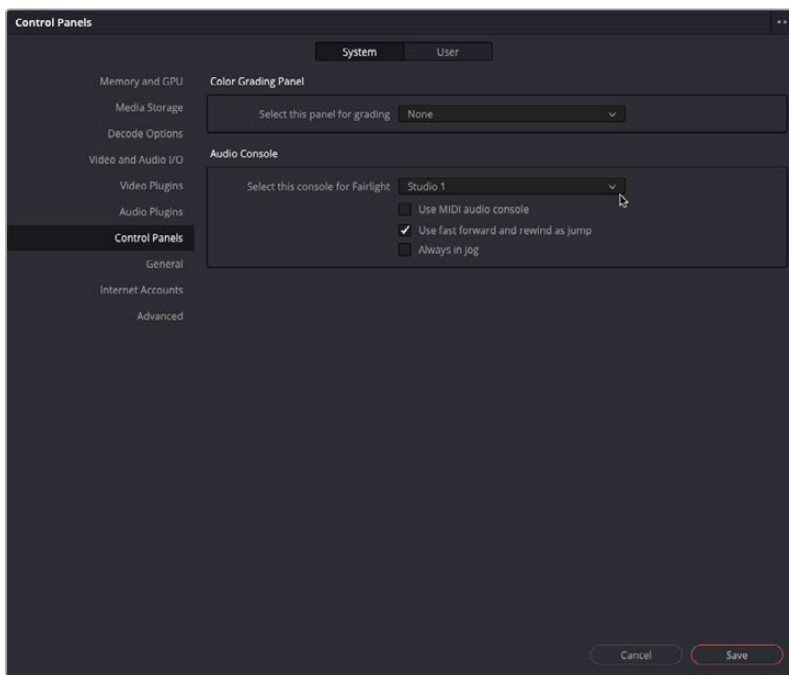 Control Panels
System
User
Memory and GPU
Media Storage
Decode Options
Video and Audio I/O
Video Plugins
Audio Plugins
Control Panels
General
Internet Accounts
Advanced
Color Grading Panel
Select this panel for grading None
Audio Console
Select this console for Fairlight Studio 1
Use MIDI audio console
Use fast forward and rewind as jump
Always in jog
Cancel
Save